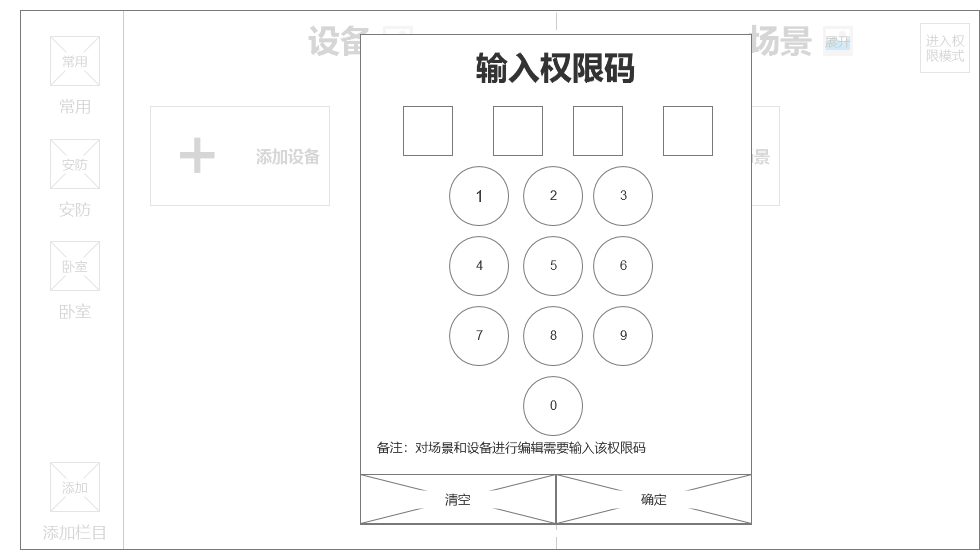 设备
场景
展开
进入权
限模式
常用
常用
安防
安防
卧室
卧室
添加
添加栏目
添加设备
景
输入权限码
1
2
3
4
5
6
7
8
9
0
备注：对场景和设备进行编辑需要输入该权限码
清空
确定